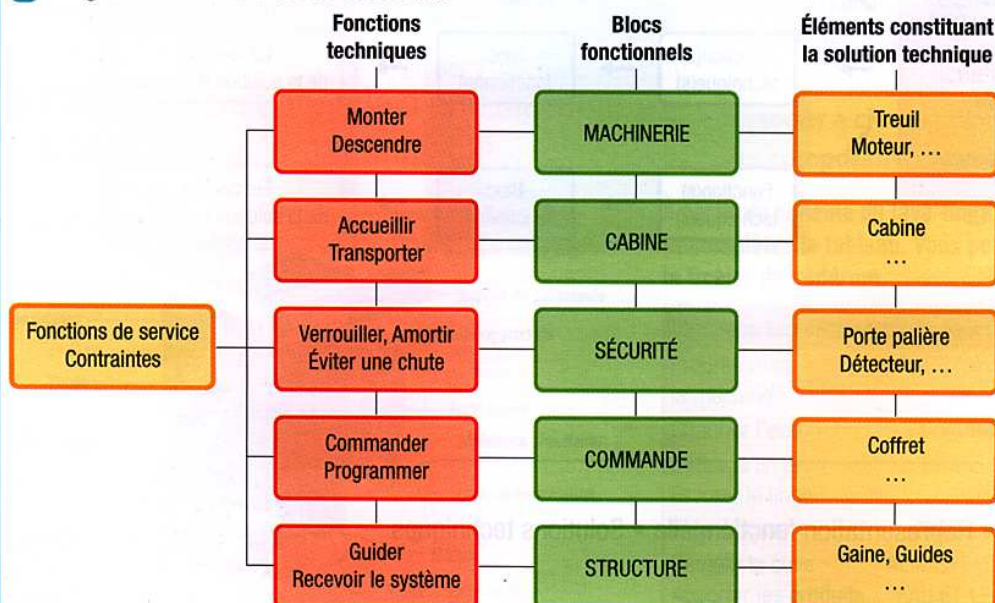 Fonctions
techniques
Blocs
fonctionnels
Éléments constituant
la solution technique
Monter
Descendre
MACHINERIE
Treuil
Moteur, …
Accueillir
Transporter
CABINE
Cabine
…
Fonctions de service
Contraintes
Verrouiller, Amortir
Éviter une chute
SÉCURITÉ
Porte palière
Détecteur, …
Commander
Programmer
COMMANDE
Coffret
…
Guider
Recevoir le système
STRUCTURE
Gaine, Guides
…